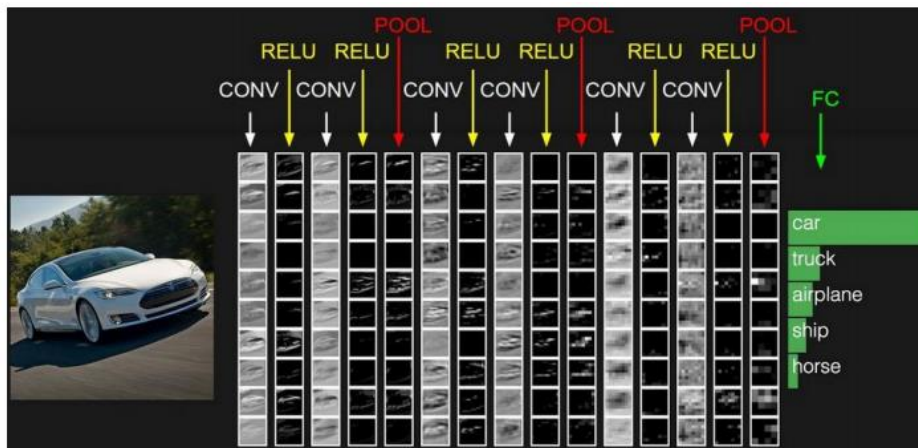 POOL POOL POOL
RELU RELU RELU RELU RELU RELU
CONV CONV CONV CONV CONV CONV
FC
car
truck
airplane
ship
horse